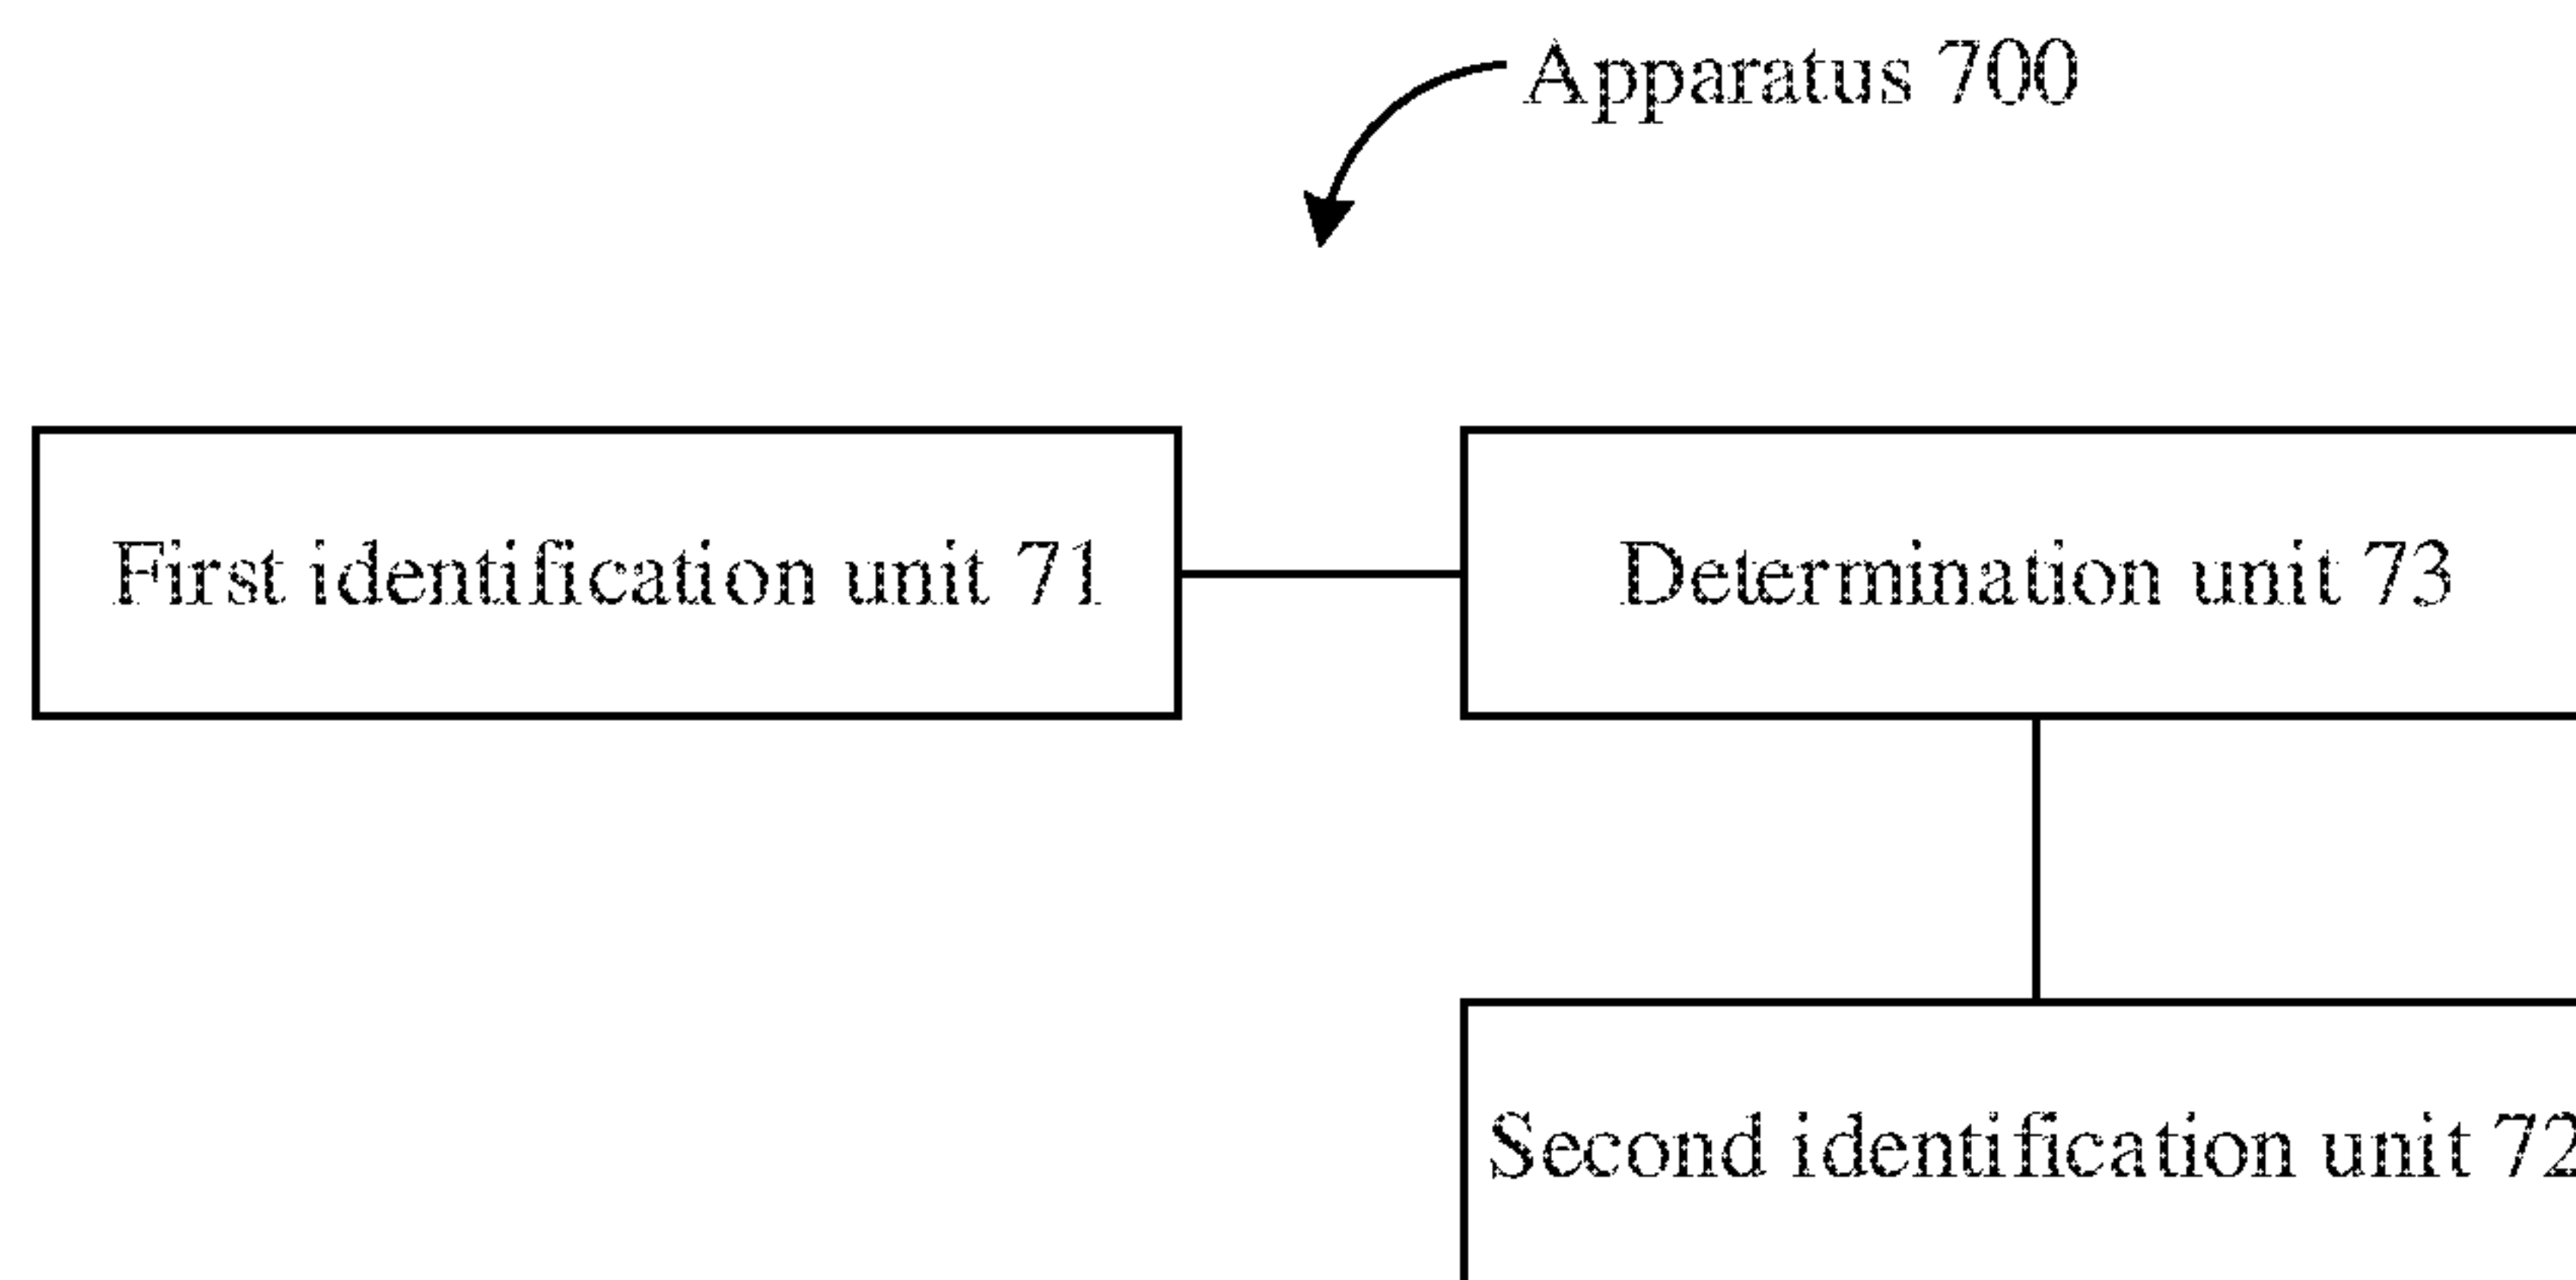 Apparatus 700
First identification unit 71
Determination unit 73
Second identification unit 72